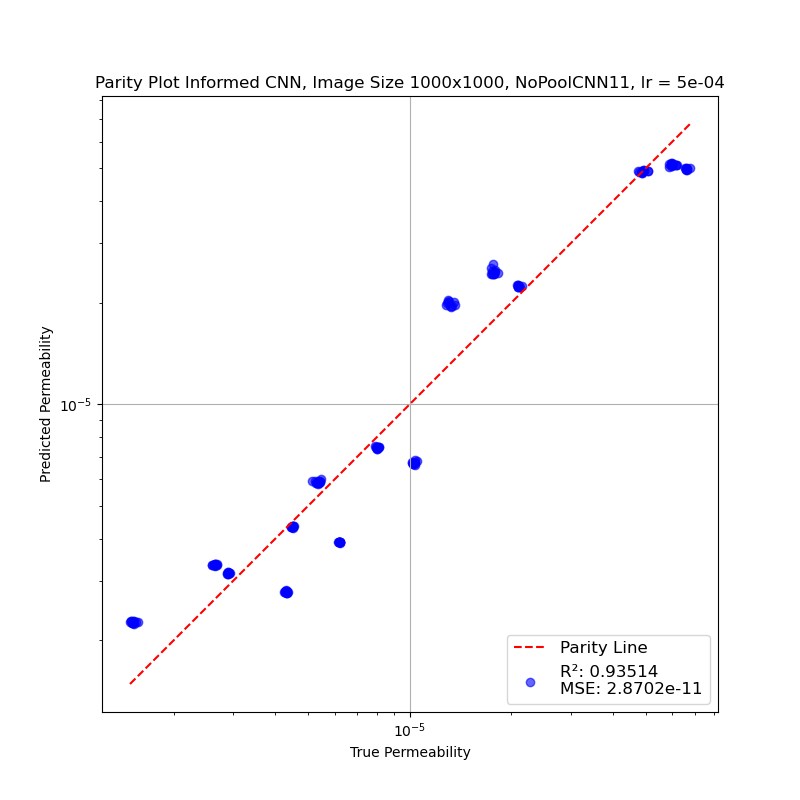 Parity Plot Informed CNN, Image Size 1000x1000, NoPoolCNN11, lr = 5e-04
Predicted Permeability
10⁻⁵
10⁻⁵
True Permeability
Parity Line
R²: 0.93514
MSE: 2.8702e-11